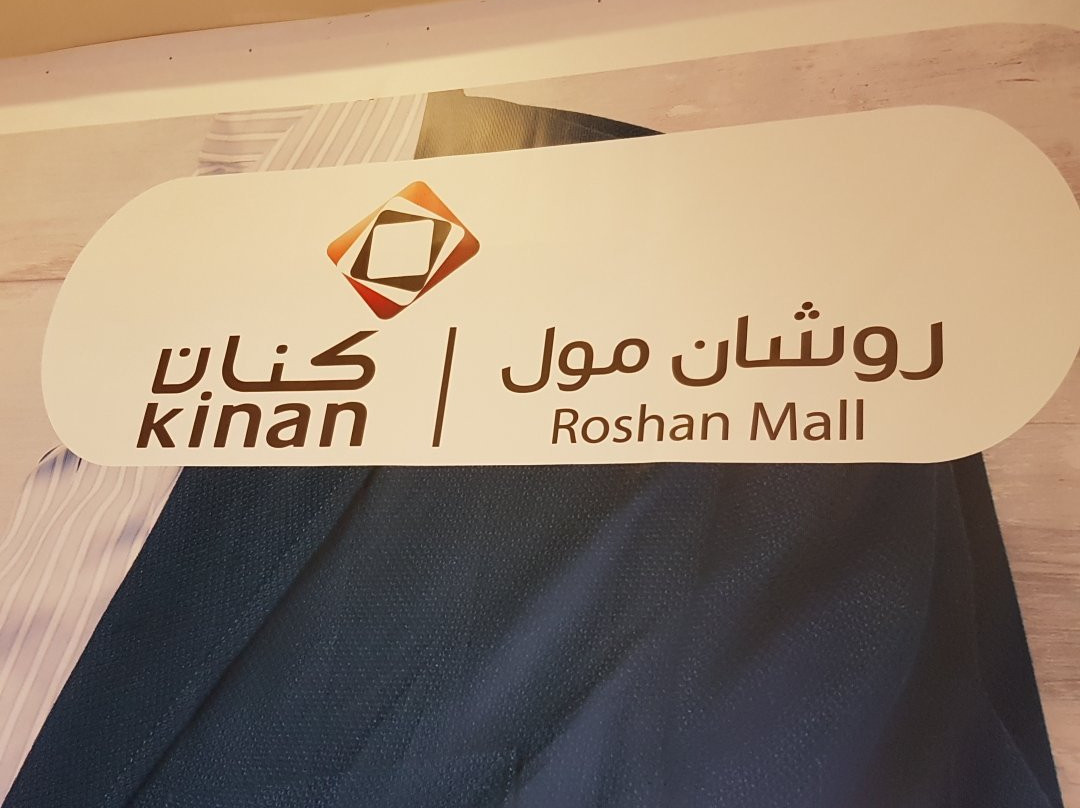 كنان
kinan
روشان مول
Roshan Mall